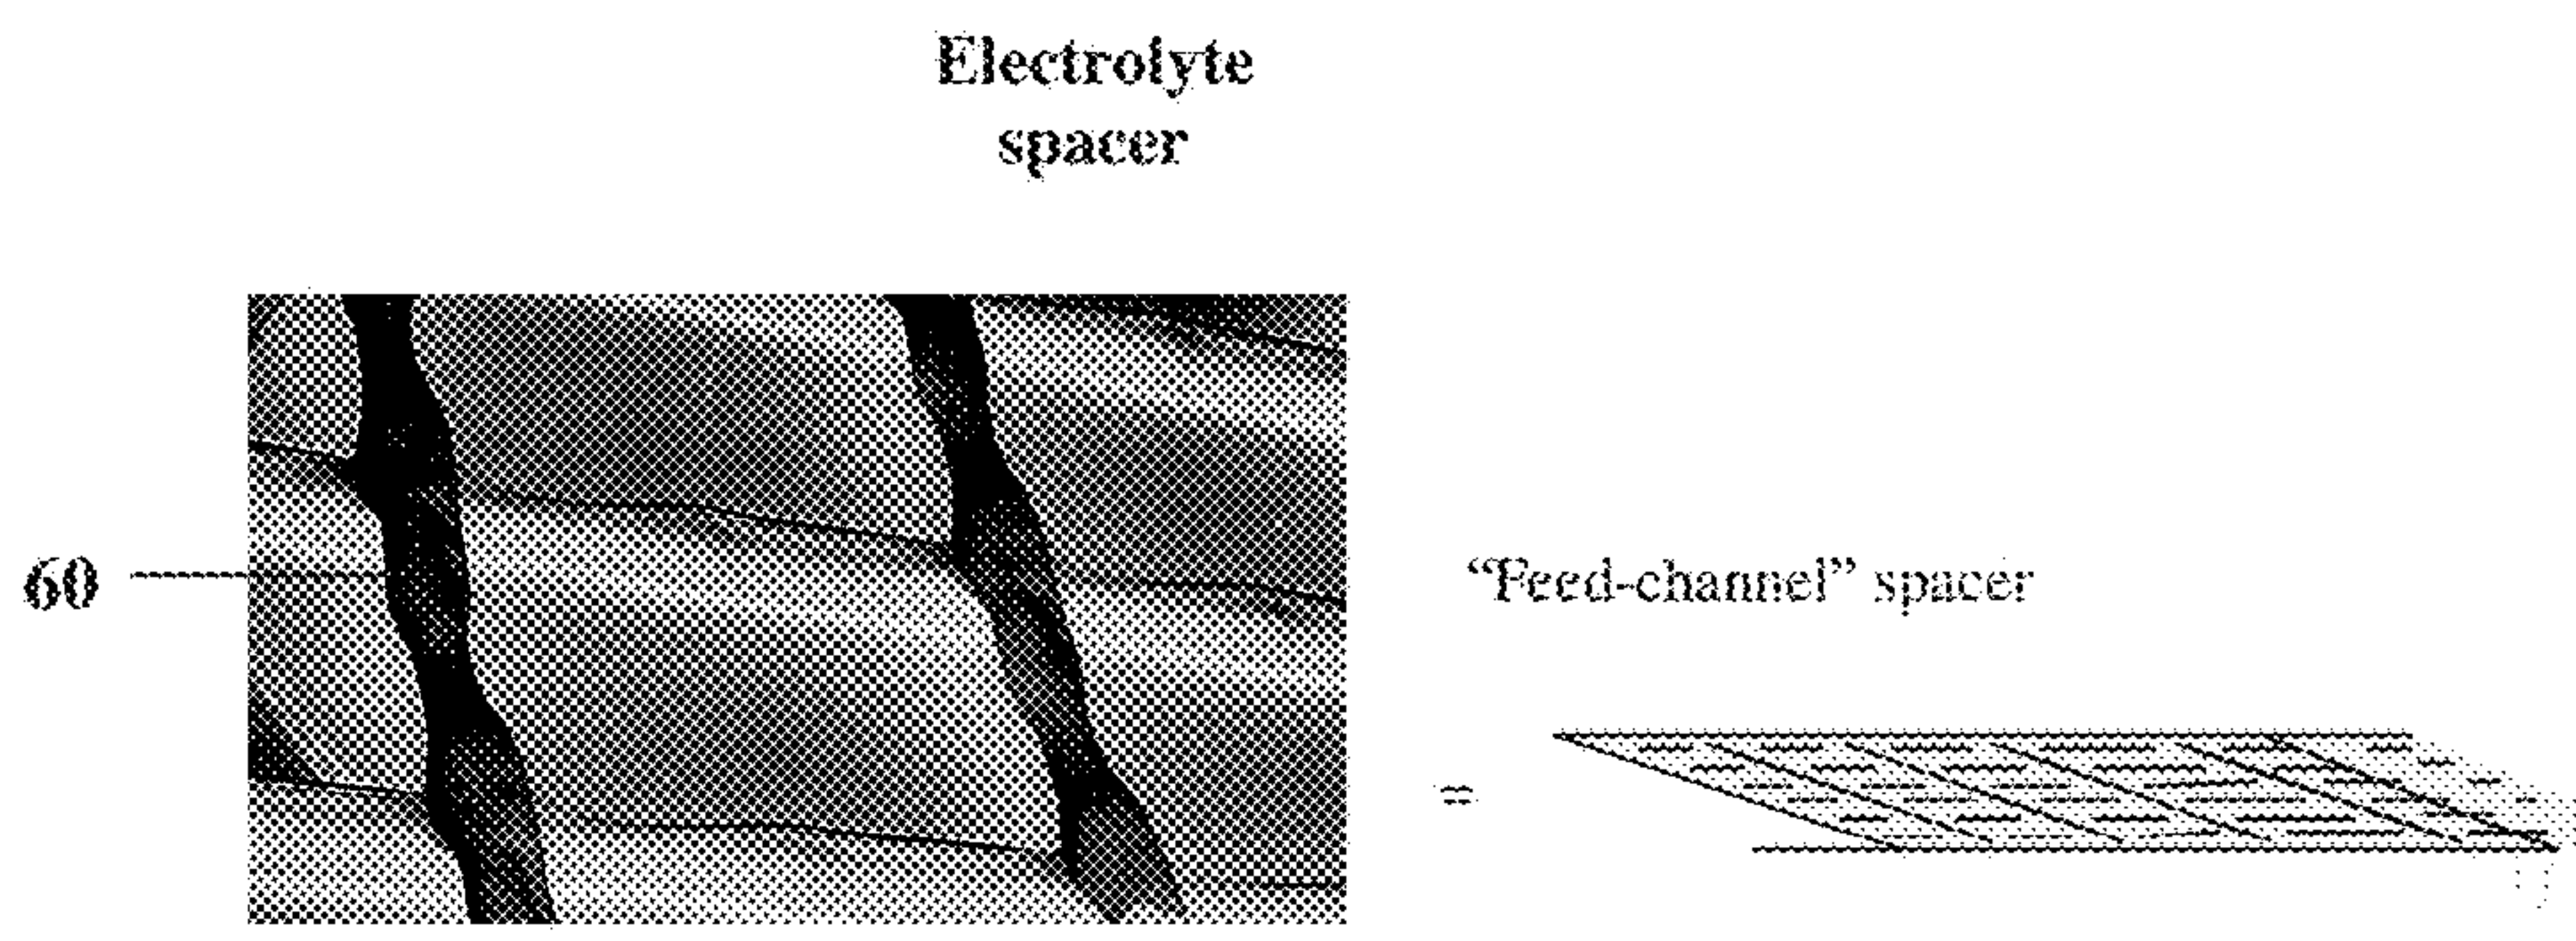 Electrolyte
spacer
60
“Feed-channel” spacer
=